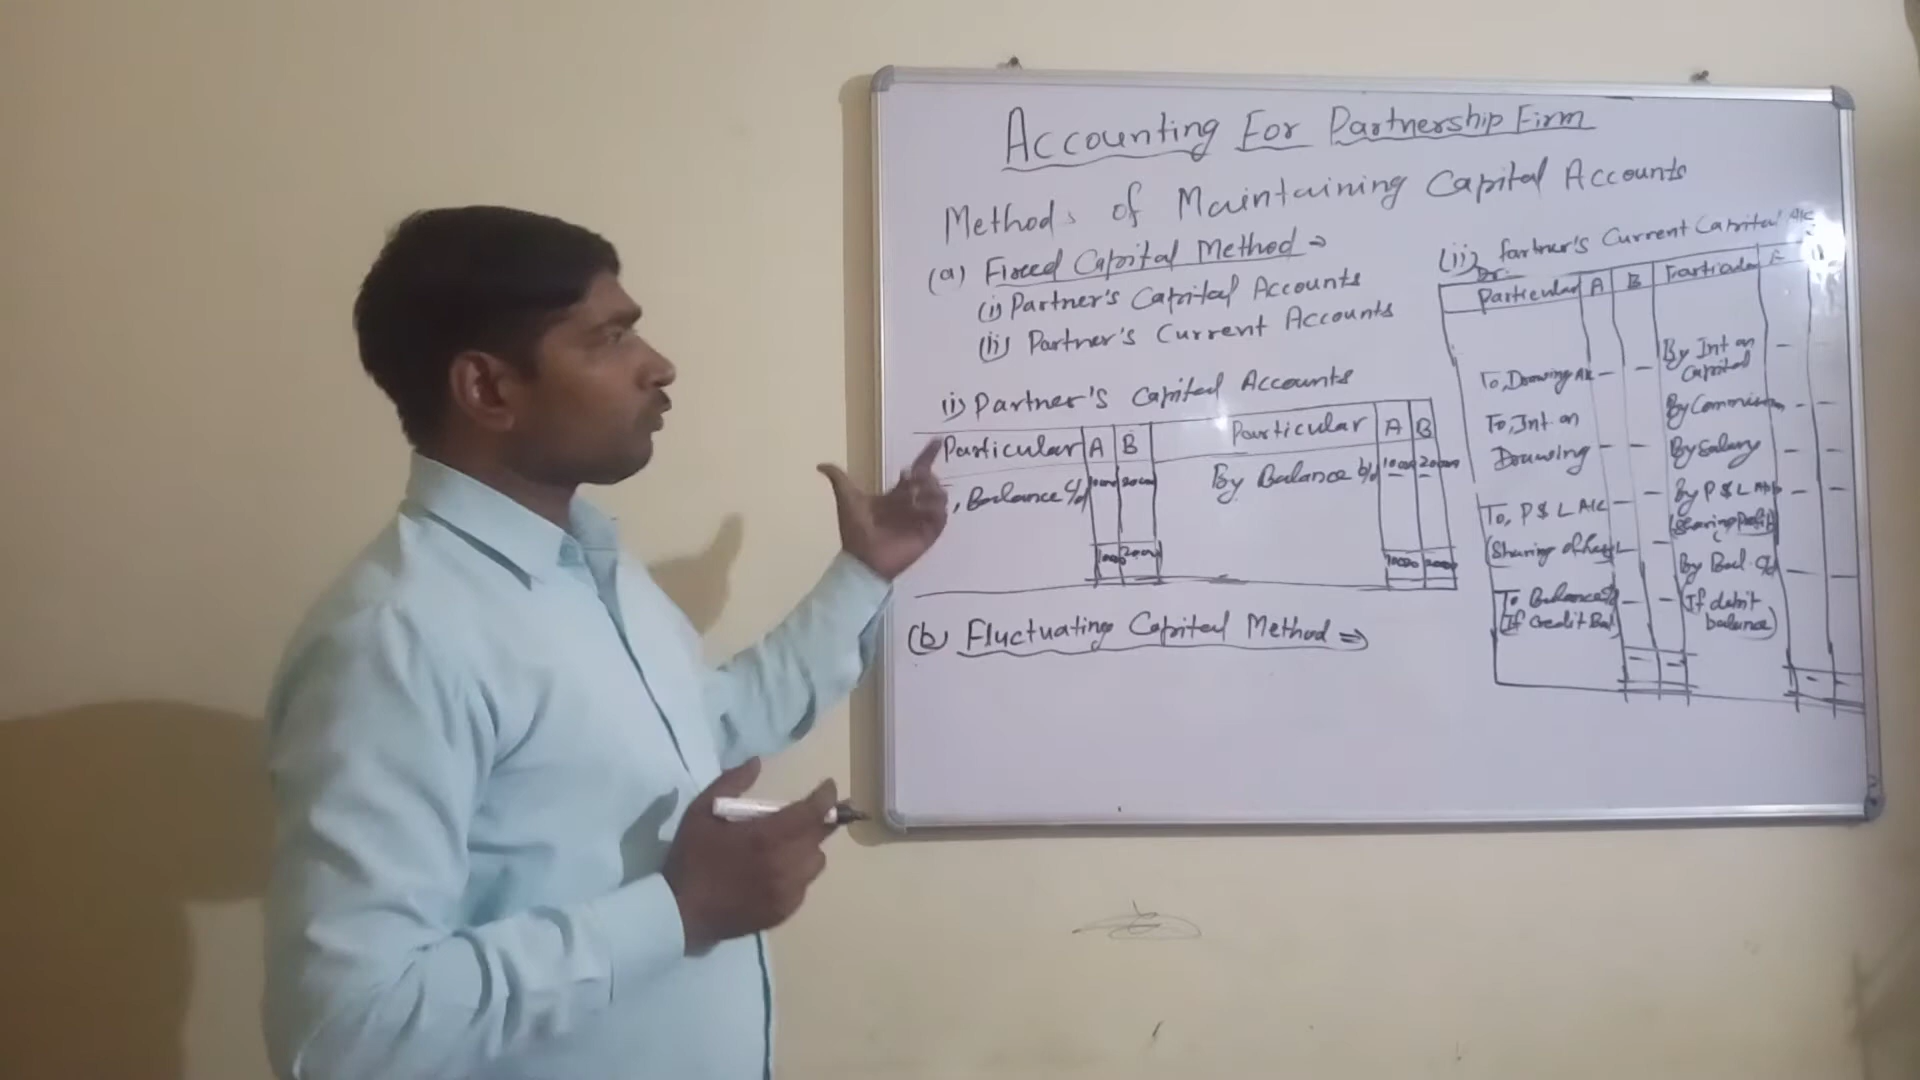 Accounting For Partnership Firm
Methods of Maintaining Capital Accounts
(a) Fixed Capital Method →
(i) Partner's Capital Accounts
(ii) Partner's Current Accounts
(i) Partner's Capital Accounts
Particular A B Particular A B
, Balance c/d By Balance b/d
(b) Fluctuating Capital Method ⇒
(ii) Partner's Current Capital A/c
Dr.
Particular A B Particular
By Int on
Capital
To, Drawing A/c
By Commission
To, Int on
Drawing
By Salary
To, P & L A/c
By P & L App
(Sharing of
(Sharing Profit)
By Bal. c/d
To Balance c/d
If Credit Bal)
(If debit
balance)